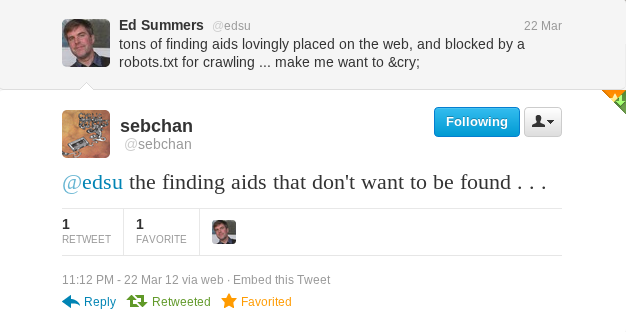 Ed Summers @edsu 22 Mar
tons of finding aids lovingly placed on the web, and blocked by a
robots.txt for crawling ... make me want to &cry;
sebchan
@sebchan
Following
@edsu the finding aids that don't want to be found . . .
1 1
RETWEET FAVORITE
11:12 PM - 22 Mar 12 via web · Embed this Tweet
Reply Retweeted Favorited